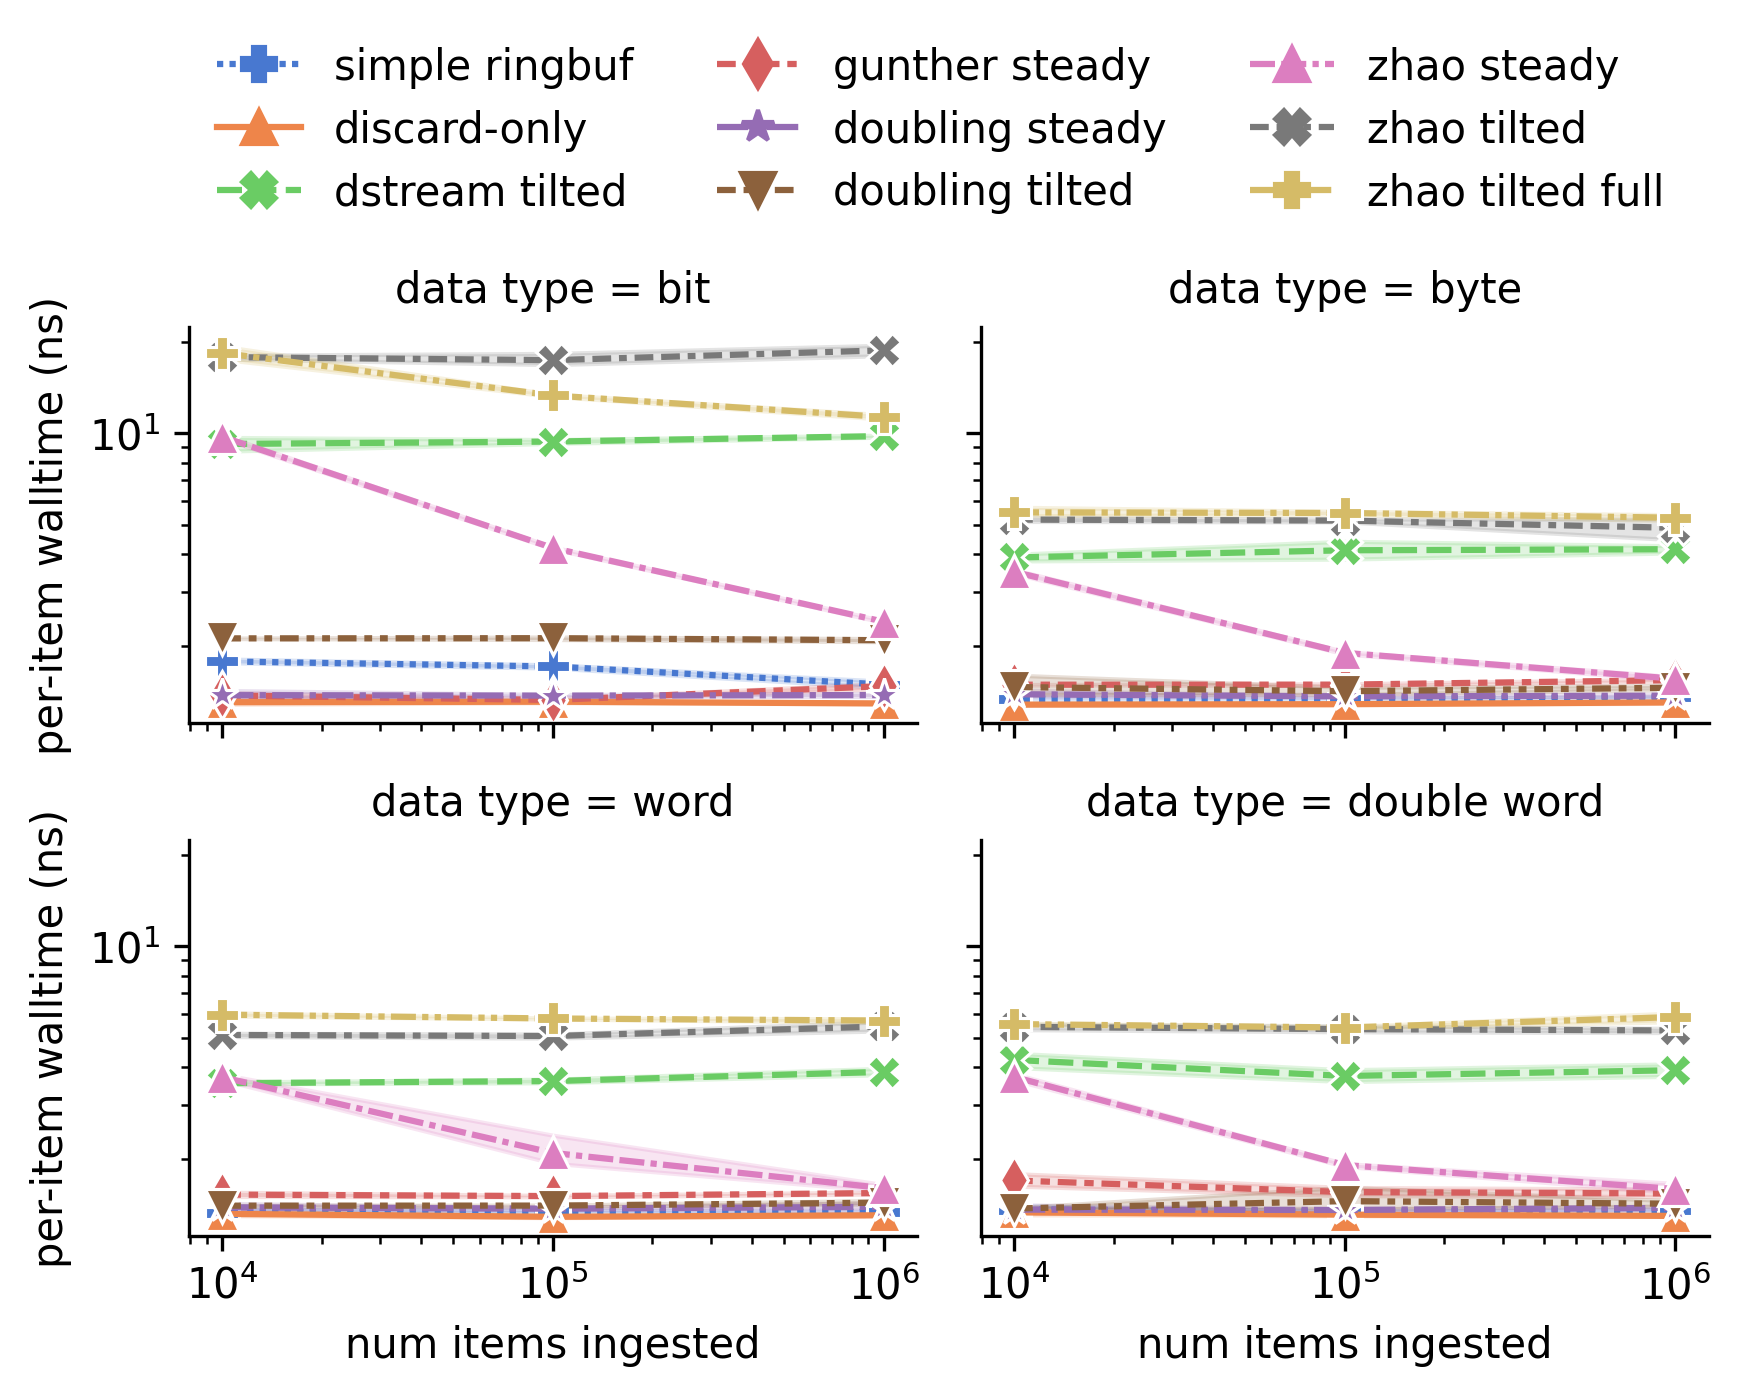 simple ringbuf
gunther steady
zhao steady
discard-only
doubling steady
zhao tilted
dstream tilted
doubling tilted
zhao tilted full
data type = bit
data type = byte
per-item walltime (ns)
10¹
data type = word
data type = double word
per-item walltime (ns)
10¹
10⁴ 10⁵ 10⁶
10⁴ 10⁵ 10⁶
num items ingested
num items ingested